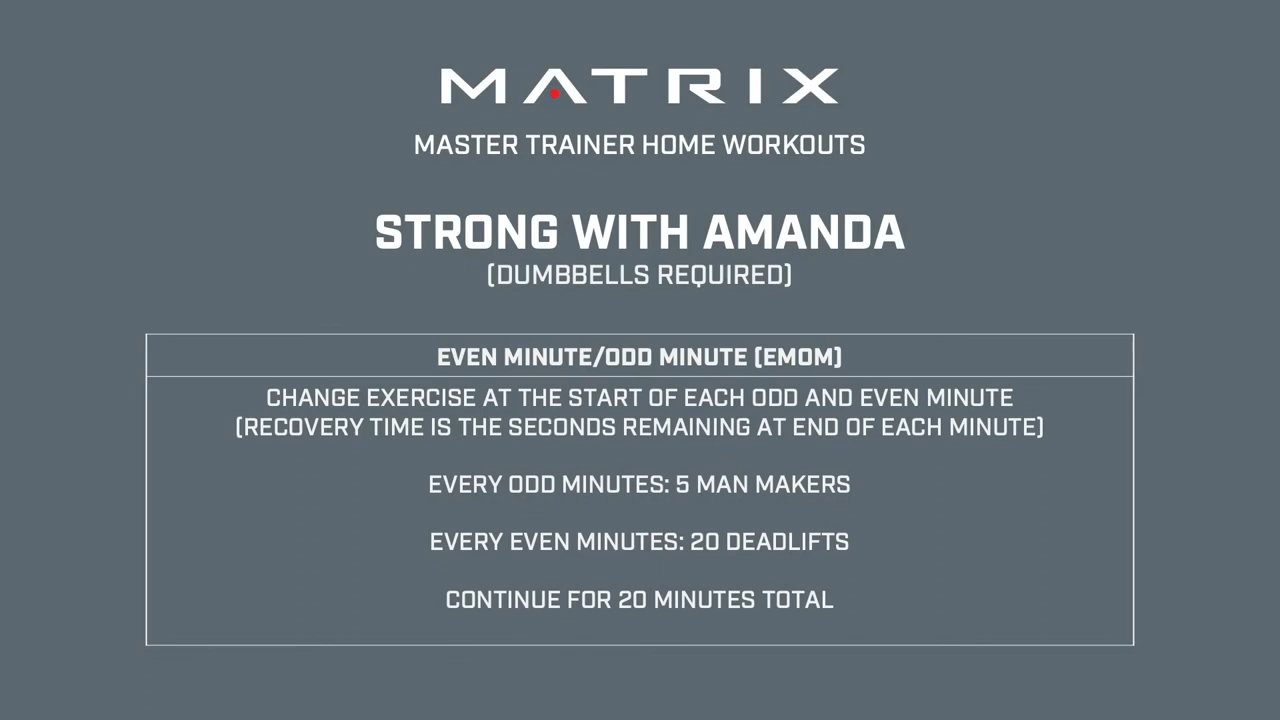 MATRIX
MASTER TRAINER HOME WORKOUTS
STRONG WITH AMANDA
(DUMBBELLS REQUIRED)
EVEN MINUTE/ODD MINUTE (EMOM)
CHANGE EXERCISE AT THE START OF EACH ODD AND EVEN MINUTE
(RECOVERY TIME IS THE SECONDS REMAINING AT END OF EACH MINUTE)
EVERY ODD MINUTES: 5 MAN MAKERS
EVERY EVEN MINUTES: 20 DEADLIFTS
CONTINUE FOR 20 MINUTES TOTAL